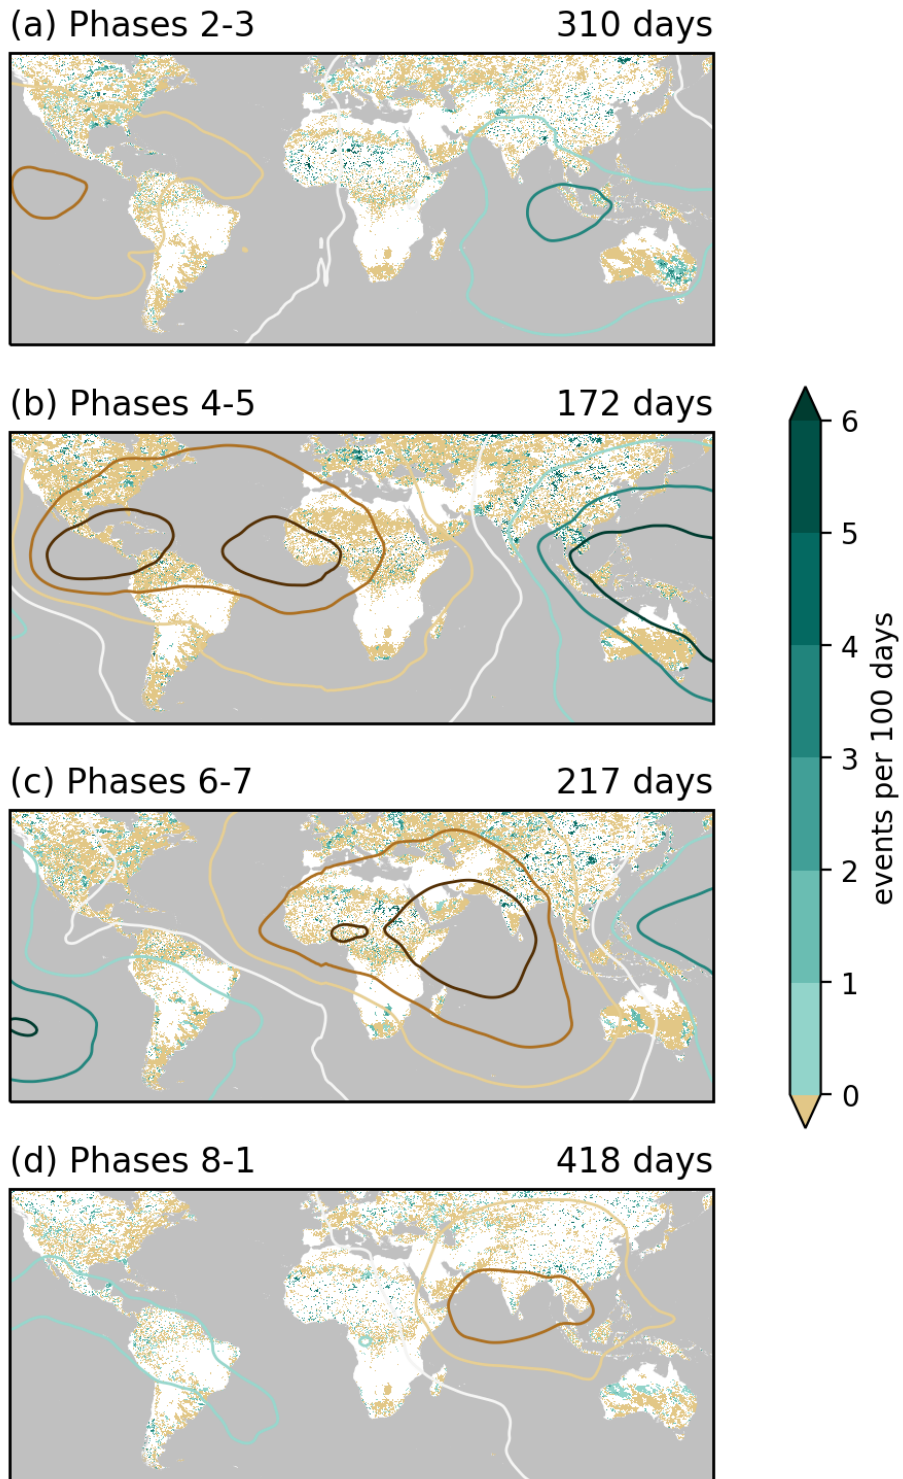 (a) Phases 2-3 310 days
(b) Phases 4-5 172 days
6
5
4
3
2
1
0
events per 100 days
(c) Phases 6-7 217 days
(d) Phases 8-1 418 days